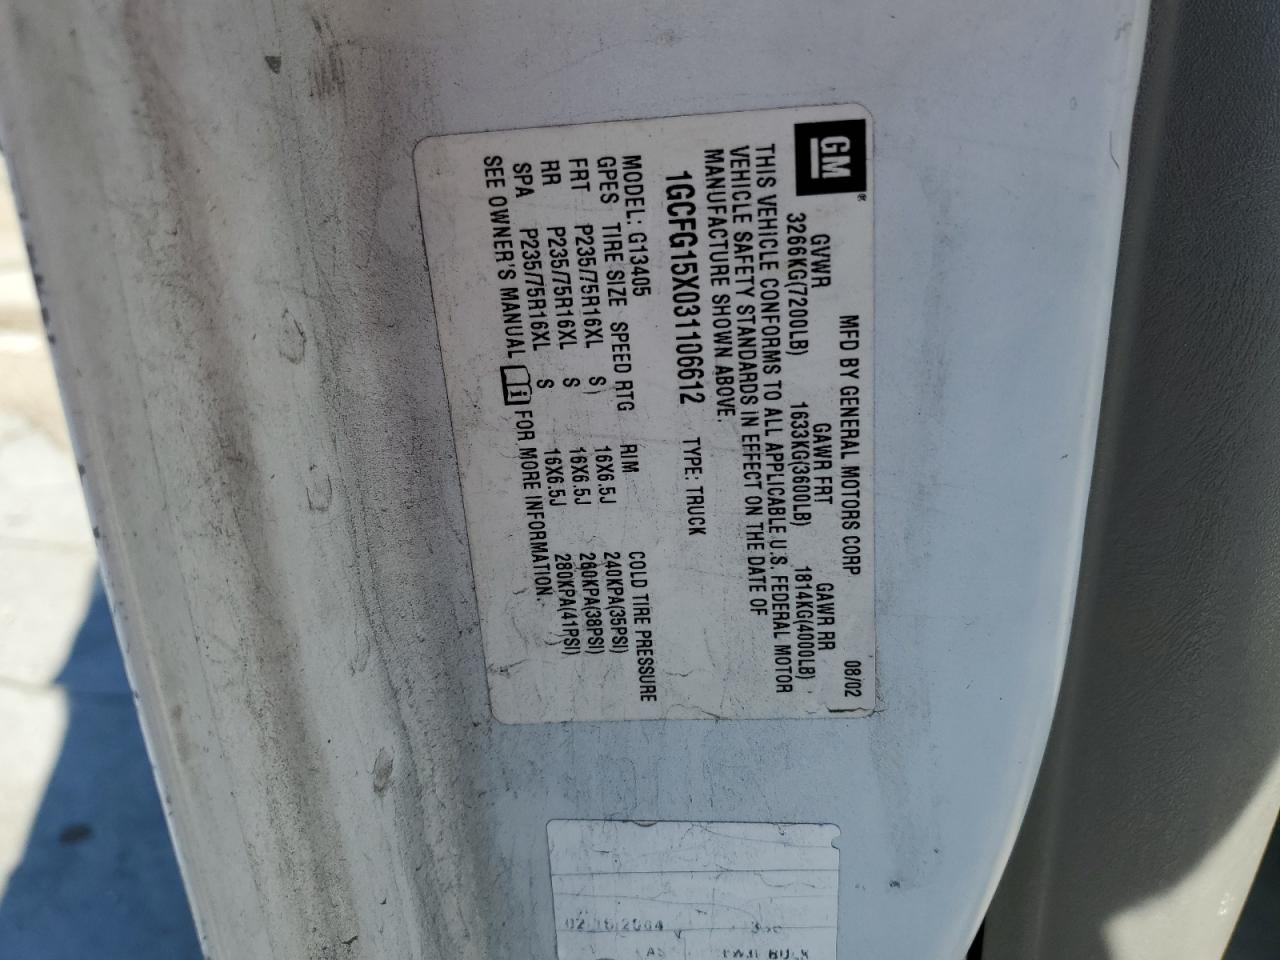 GM®
MFD BY GENERAL MOTORS CORP 08/02
GVWR GAWR FRT GAWR RR
3266KG(7200LB) 1633KG(3600LB) 1814KG(4000LB)
THIS VEHICLE CONFORMS TO ALL APPLICABLE U.S. FEDERAL MOTOR
VEHICLE SAFETY STANDARDS IN EFFECT ON THE DATE OF
MANUFACTURE SHOWN ABOVE.
1GCFG15X031106612 TYPE: TRUCK
MODEL: G13405
GPES TIRE SIZE SPEED RTG RIM COLD TIRE PRESSURE
FRT P235/75R16XL S) 16X6.5J 240KPA(35PSI)
RR P235/75R16XL S 16X6.5J 260KPA(38PSI)
SPA P235/75R16XL S 16X6.5J 280KPA(41PSI)
SEE OWNER'S MANUAL FOR MORE INFORMATION.